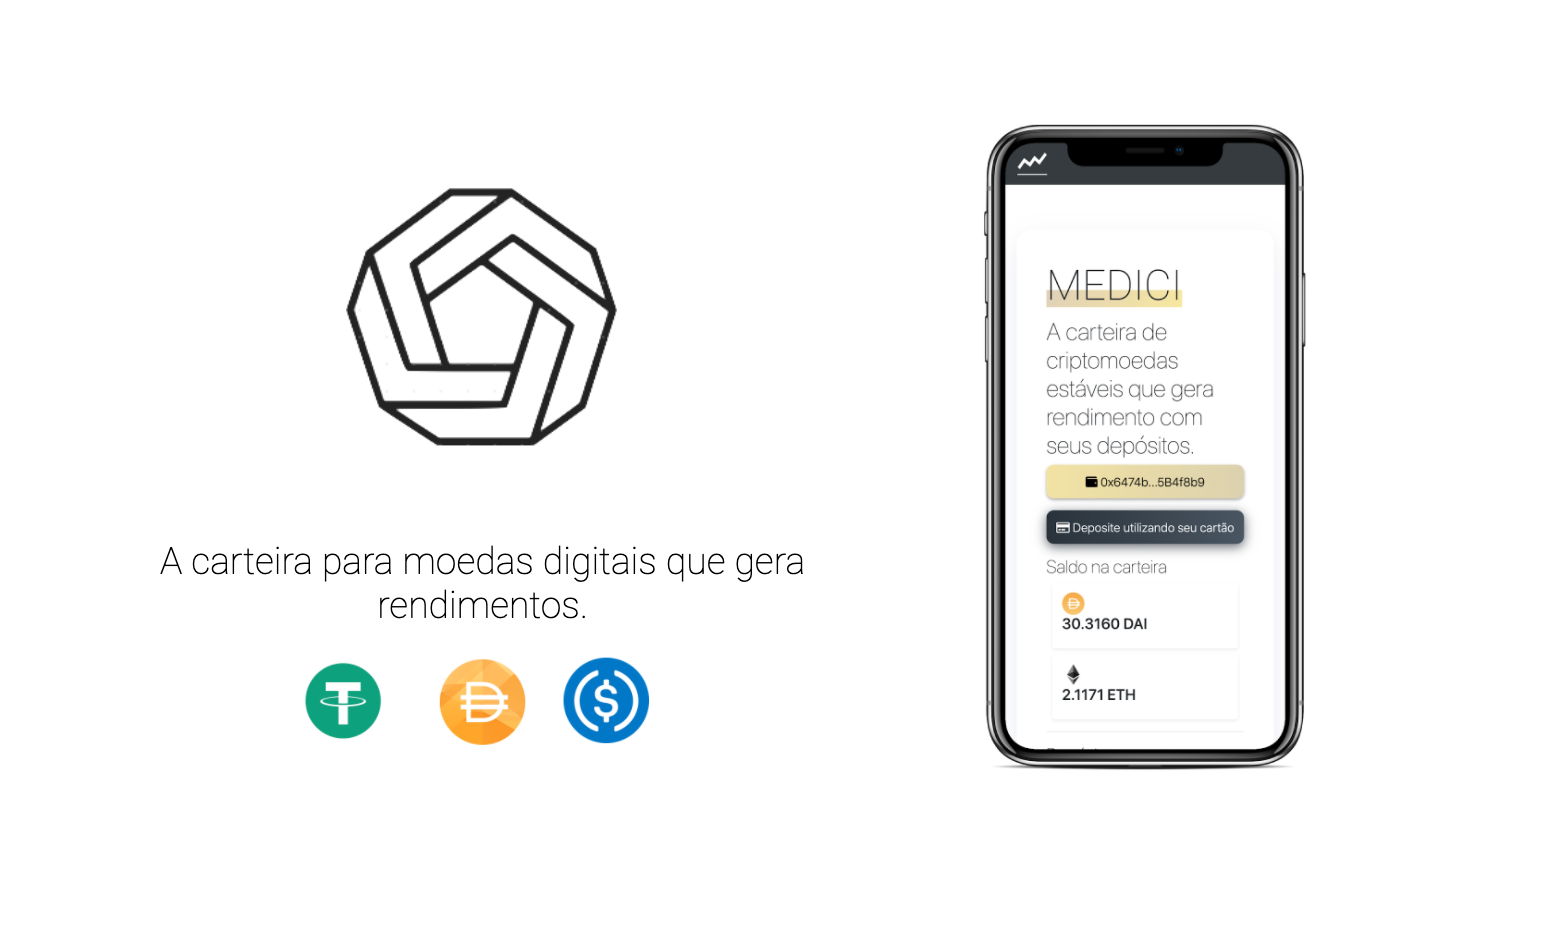 A carteira para moedas digitais que gera
rendimentos.
MEDICI
A carteira de
criptomoedas
estáveis que gera
rendimento com
seus depósitos.
0x6474b...5B4f8b9
Deposite utilizando seu cartão
Saldo na carteira
30.3160 DAI
2.1171 ETH